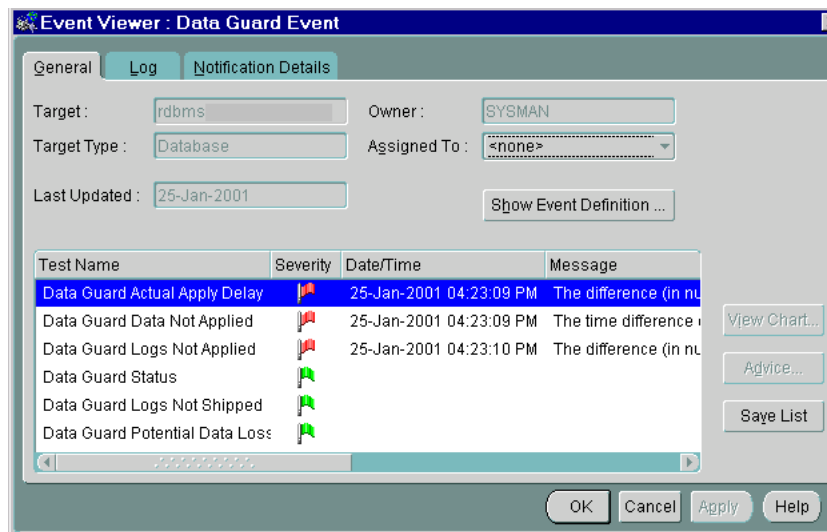 Event Viewer : Data Guard Event
General Log Notification Details
Target : rdbms Owner : SYSMAN
Target Type : Database Assigned To : <none>
Last Updated : 25-Jan-2001 Show Event Definition ...
Test Name Severity Date/Time Message
Data Guard Actual Apply Delay 25-Jan-2001 04:23:09 PM The difference (in nu
Data Guard Data Not Applied 25-Jan-2001 04:23:09 PM The time difference
Data Guard Logs Not Applied 25-Jan-2001 04:23:10 PM The difference (in nu
Data Guard Status
Data Guard Logs Not Shipped
Data Guard Potential Data Loss
View Chart...
Advice...
Save List
OK Cancel Apply Help